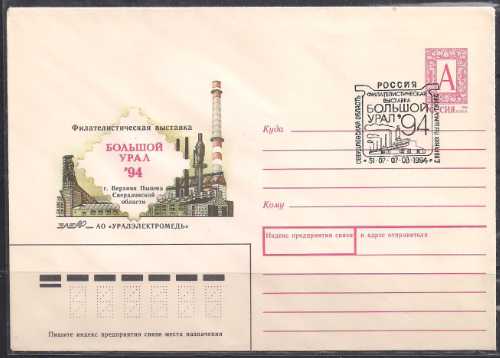 Филателистическая выставка
БОЛЬШОЙ
УРАЛ
'94
г. Верхняя Пышма
Свердловской
области
АО «УРАЛЭЛЕКТРОМЕДЬ»
Пишите индекс предприятия связи места назначения
А
РОССИЯ
РОССИЯ
ФИЛАТЕЛИСТИЧЕСКАЯ
ВЫСТАВКА
БОЛЬШОЙ
УРАЛ '94
СВЕРДЛОВСКАЯ ОБЛАСТЬ
31.07-07.08.1994
Г. ВЕРХНЯЯ ПЫШМА
Куда
Кому
Индекс предприятия связи и адрес отправителя